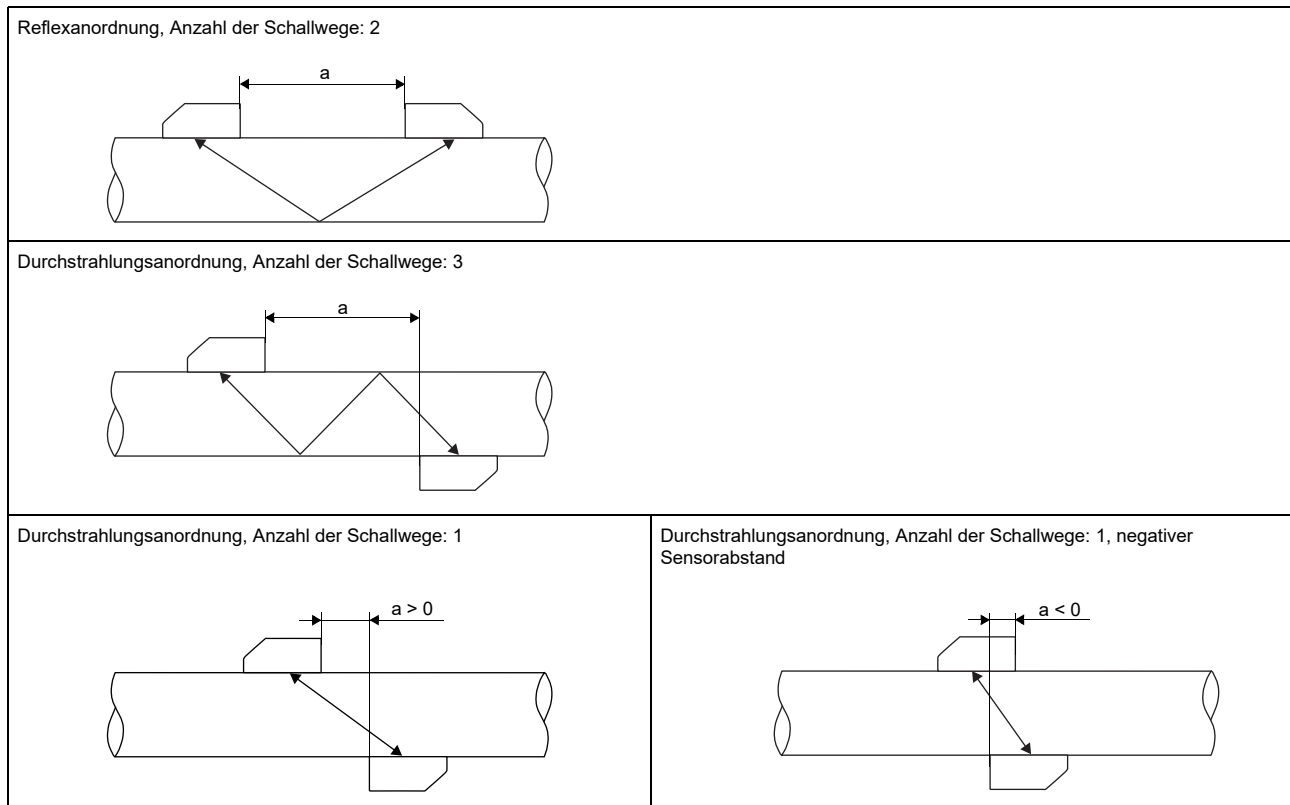 Reflexanordnung, Anzahl der Schallwege: 2
a
Durchstrahlungsanordnung, Anzahl der Schallwege: 3
a
Durchstrahlungsanordnung, Anzahl der Schallwege: 1
a > 0
Durchstrahlungsanordnung, Anzahl der Schallwege: 1, negativer
Sensorabstand
a < 0